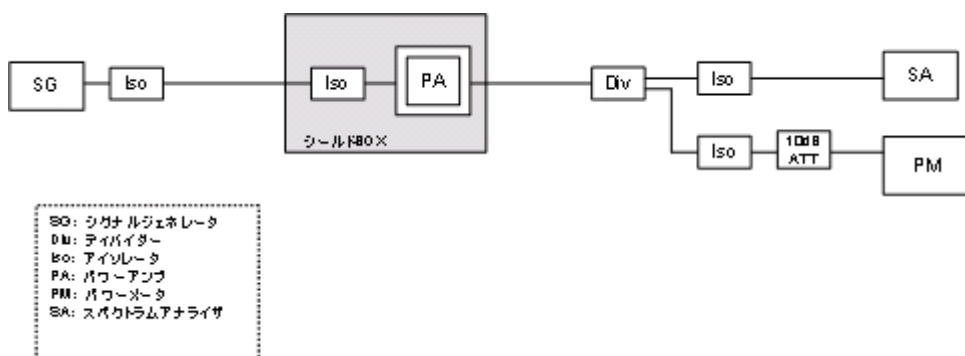 SG
Iso
Iso
PA
シールドBOX
Div
Iso
SA
Iso
10dB
ATT
PM
SG: シグナルジェネレータ
Div: ディバイダー
Iso: アイソレータ
PA: パワーアンプ
PM: パワーメータ
SA: スペクトラムアナライザ